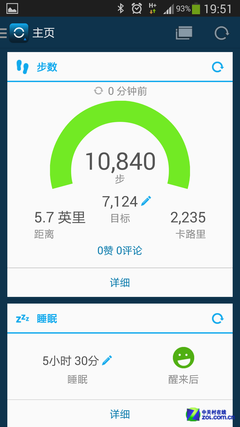 H+ 93% 19:51
主页
步数
0 分钟前
10,840
步
7,124
5.7 英里 目标 2,235
距离 卡路里
0赞 0评论
详细
zzz 睡眠
5小时 30分
睡眠 醒来后
详细
中关村在线
ZOL.com.cn